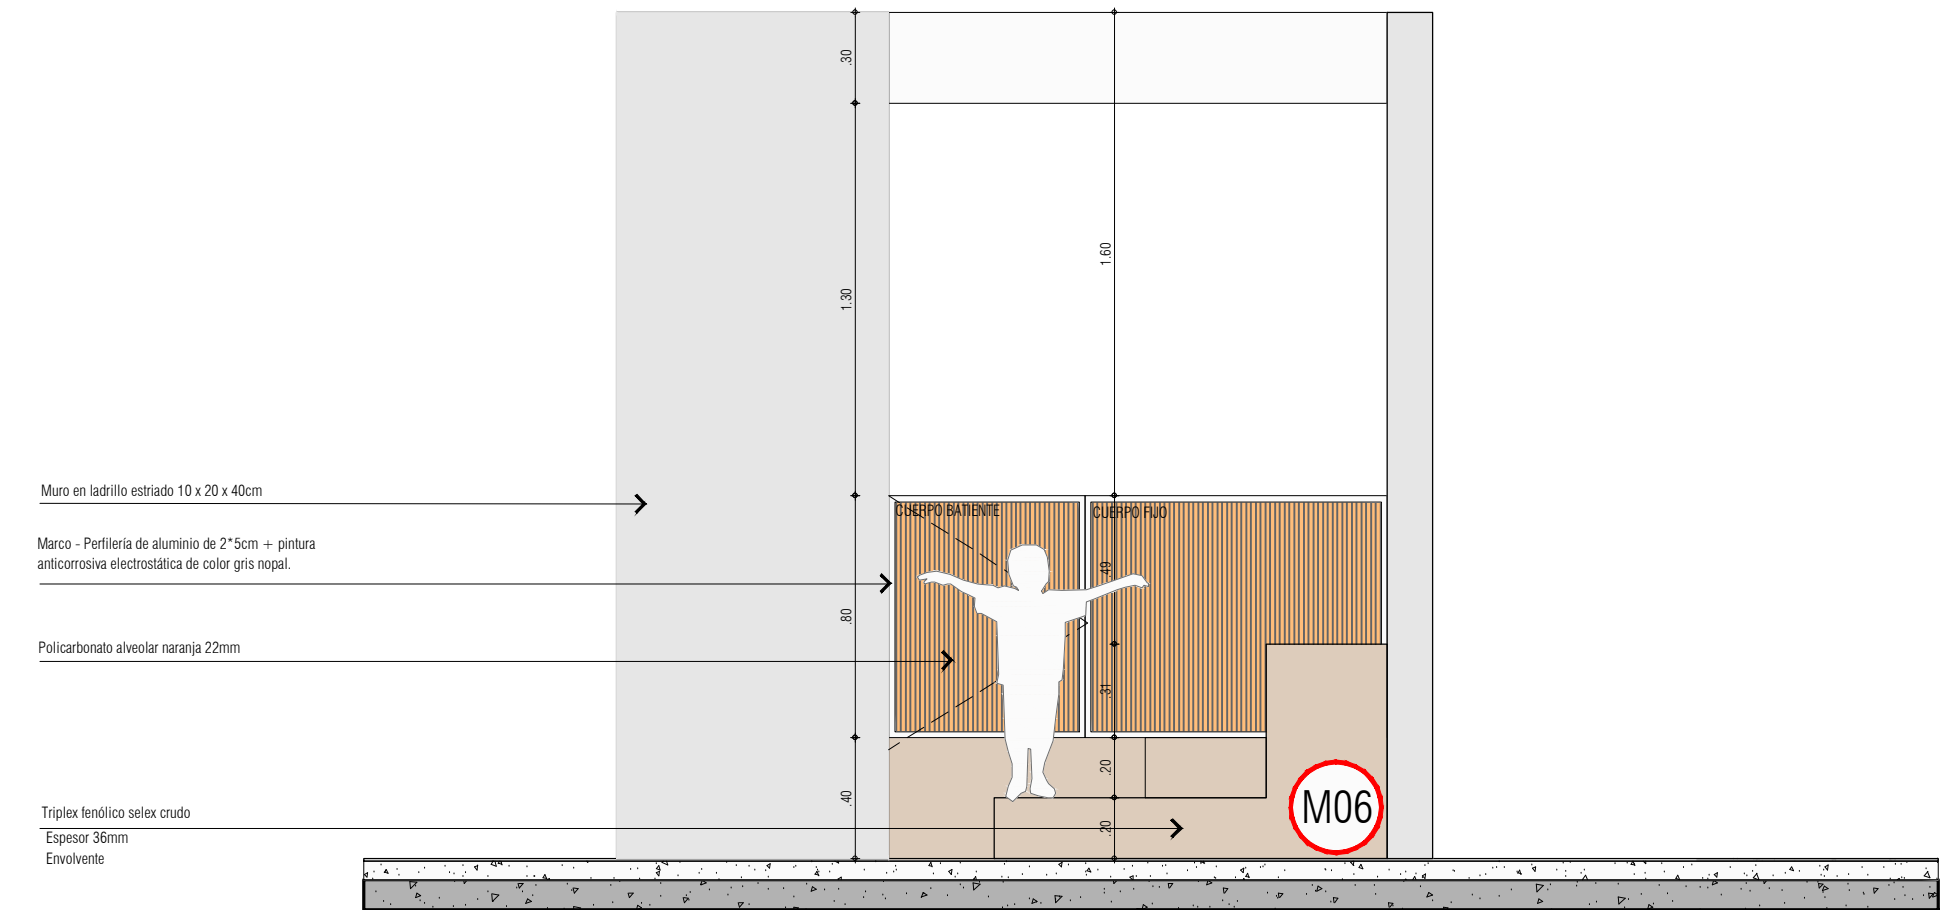 .30
1.30
1.60
Muro en ladrillo estriado 10 x 20 x 40cm
CUERPO BATIENTE
CUERPO FIJO
Marco - Perfilería de aluminio de 2*5cm + pintura
anticorrosiva electrostática de color gris nopal.
.49
.80
Policarbonato alveolar naranja 22mm
.31
.20
.40
M06
Triplex fenólico selex crudo
.20
Espesor 36mm
Envolvente